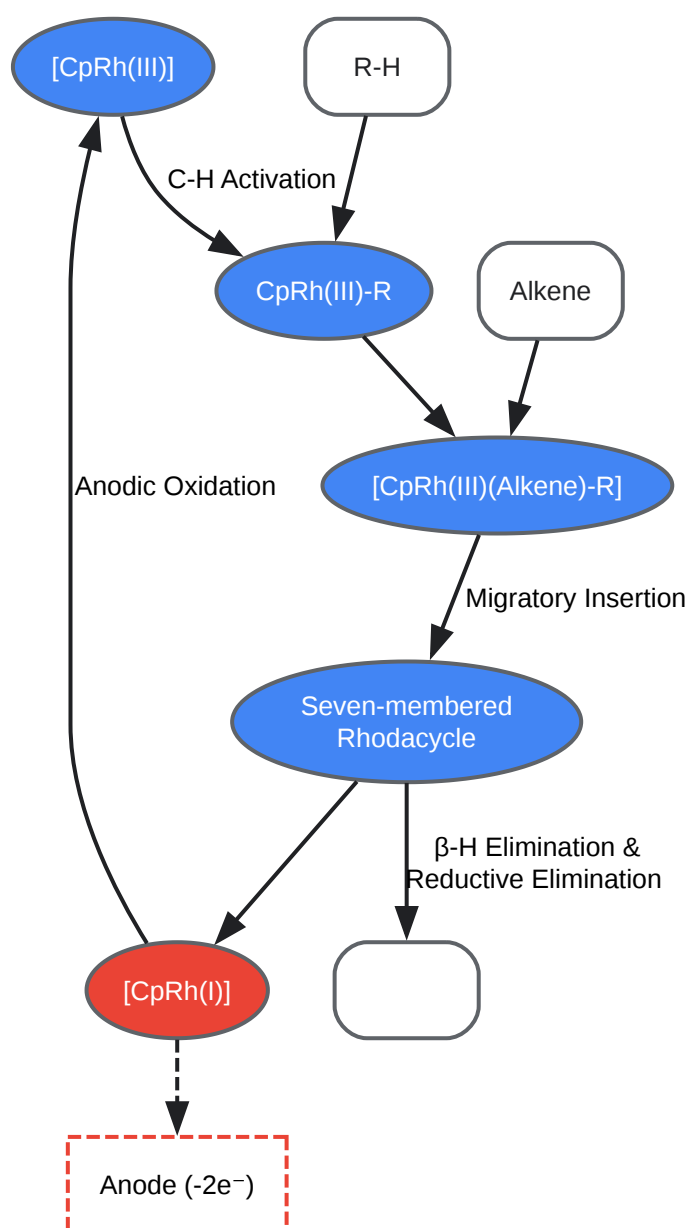 [CpRh(III)]
R-H
C-H Activation
CpRh(III)-R
Alkene
Anodic Oxidation
[CpRh(III)(Alkene)-R]
Migratory Insertion
Seven-membered
Rhodacycle
β-H Elimination &
Reductive Elimination
[CpRh(I)]
Anode (-2e⁻)